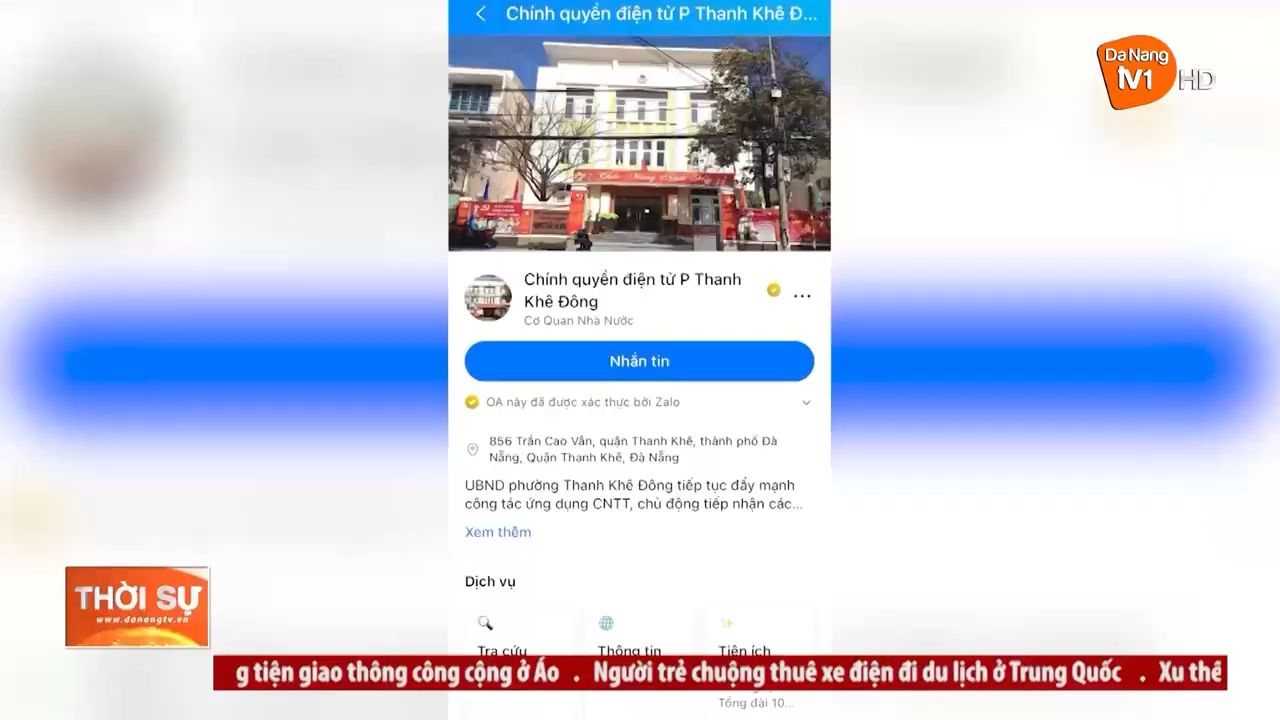 Chính quyền điện tử P Thanh Khê Đ...
Da Nang
TV1 HD
Chính quyền điện tử P Thanh
Khê Đông
Cơ Quan Nhà Nước
Nhắn tin
OA này đã được xác thực bởi Zalo
856 Trần Cao Vân, quận Thanh Khê, thành phố Đà
Nẵng, Quận Thanh Khê, Đà Nẵng
UBND phường Thanh Khê Đông tiếp tục đẩy mạnh
công tác ứng dụng CNTT, chủ động tiếp nhận các...
Xem thêm
Dịch vụ
Tra cứu
Thông tin
Tiện ích
THỜI SỰ
www.danangtv.vn
g tiện giao thông công cộng ở Áo . Người trẻ chuộng thuê xe điện đi du lịch ở Trung Quốc . Xu thế
Tổng đài 10...